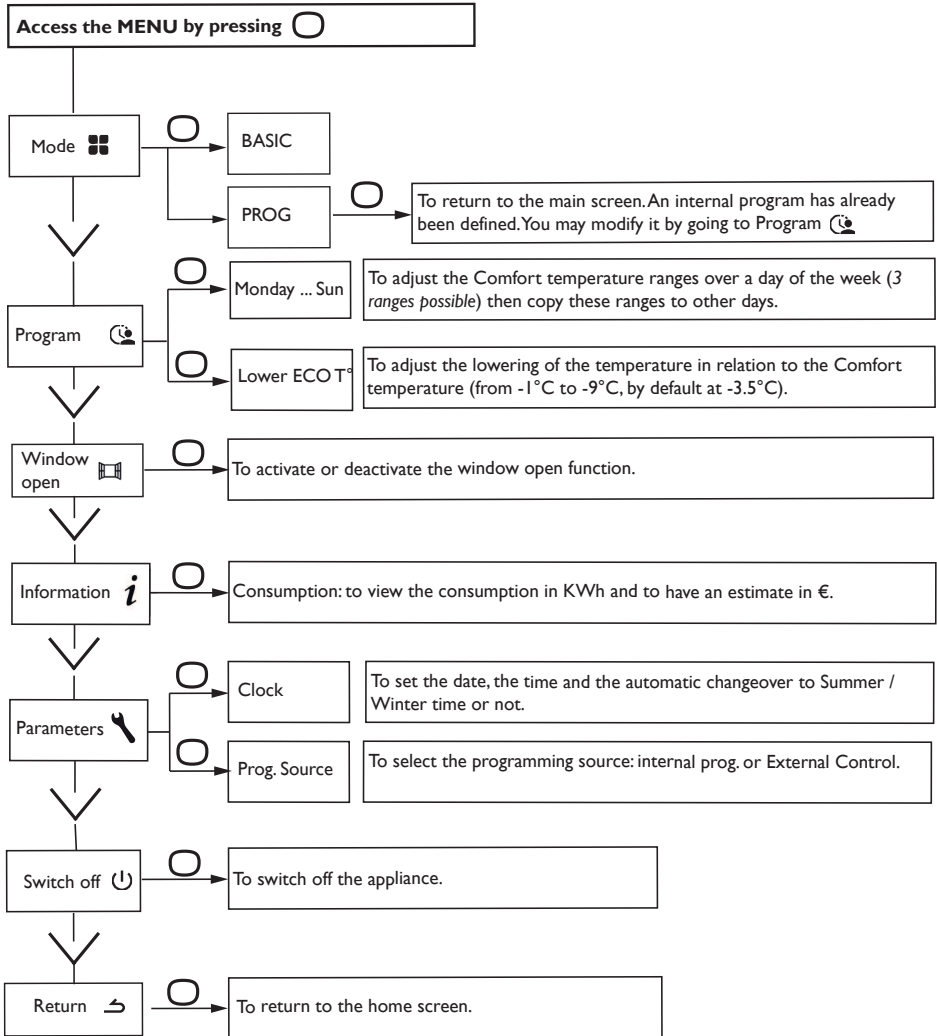 Access the MENU by pressing
Mode
BASIC
PROG
To return to the main screen. An internal program has already
been defined. You may modify it by going to Program
Program
Monday ... Sun
To adjust the Comfort temperature ranges over a day of the week (3
ranges possible) then copy these ranges to other days.
Lower ECO T°
To adjust the lowering of the temperature in relation to the Comfort
temperature (from -1°C to -9°C, by default at -3.5°C).
Window
open
To activate or deactivate the window open function.
Information i
Consumption: to view the consumption in KWh and to have an estimate in €.
Parameters
Clock
To set the date, the time and the automatic changeover to Summer /
Winter time or not.
Prog. Source
To select the programming source: internal prog. or External Control.
Switch off
To switch off the appliance.
Return
To return to the home screen.